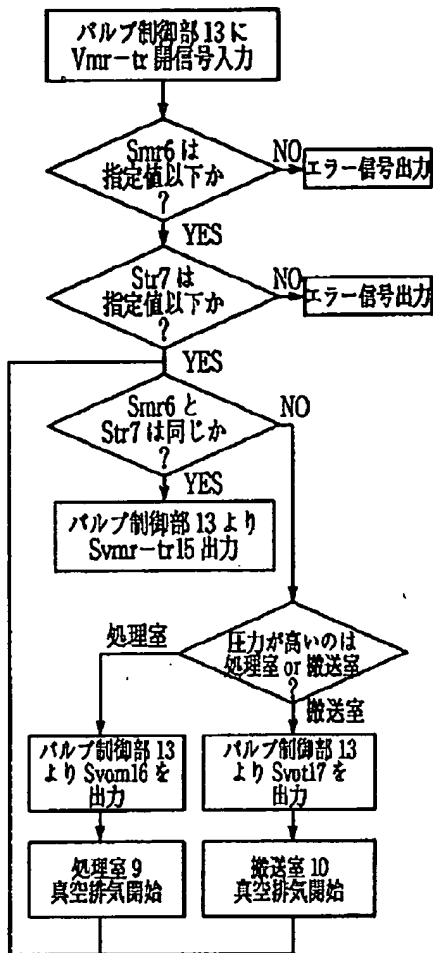 バルブ制御部13に
Vmr-tr 開信号入力
Smr6は
指定値以下か
?
NO
エラー信号出力
YES
Str7は
指定値以下か
?
NO
エラー信号出力
YES
Smr6と
Str7は同じか
?
NO
YES
バルブ制御部13より
Svmr-tr15出力
処理室
圧力が高いのは
処理室or搬送室
?
搬送室
バルブ制御部13
よりSvom16を
出力
バルブ制御部13
よりSvot17を
出力
処理室9
真空排気開始
搬送室10
真空排気開始